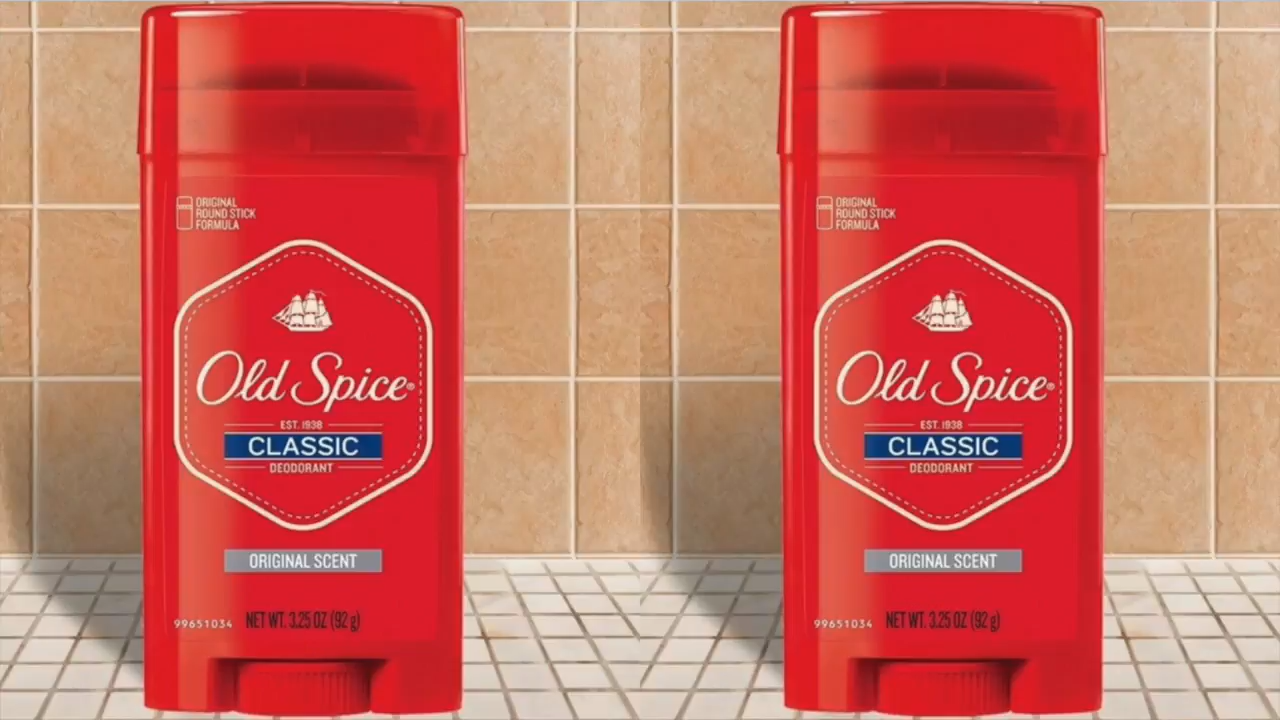 ORIGINAL
ROUND STICK
FORMULA
Old Spice®
EST. 1938
CLASSIC
DEODORANT
ORIGINAL SCENT
99651034 NET WT. 3.25 OZ (92 g)
ORIGINAL
ROUND STICK
FORMULA
Old Spice®
EST. 1938
CLASSIC
DEODORANT
ORIGINAL SCENT
99651034 NET WT. 3.25 OZ (92 g)